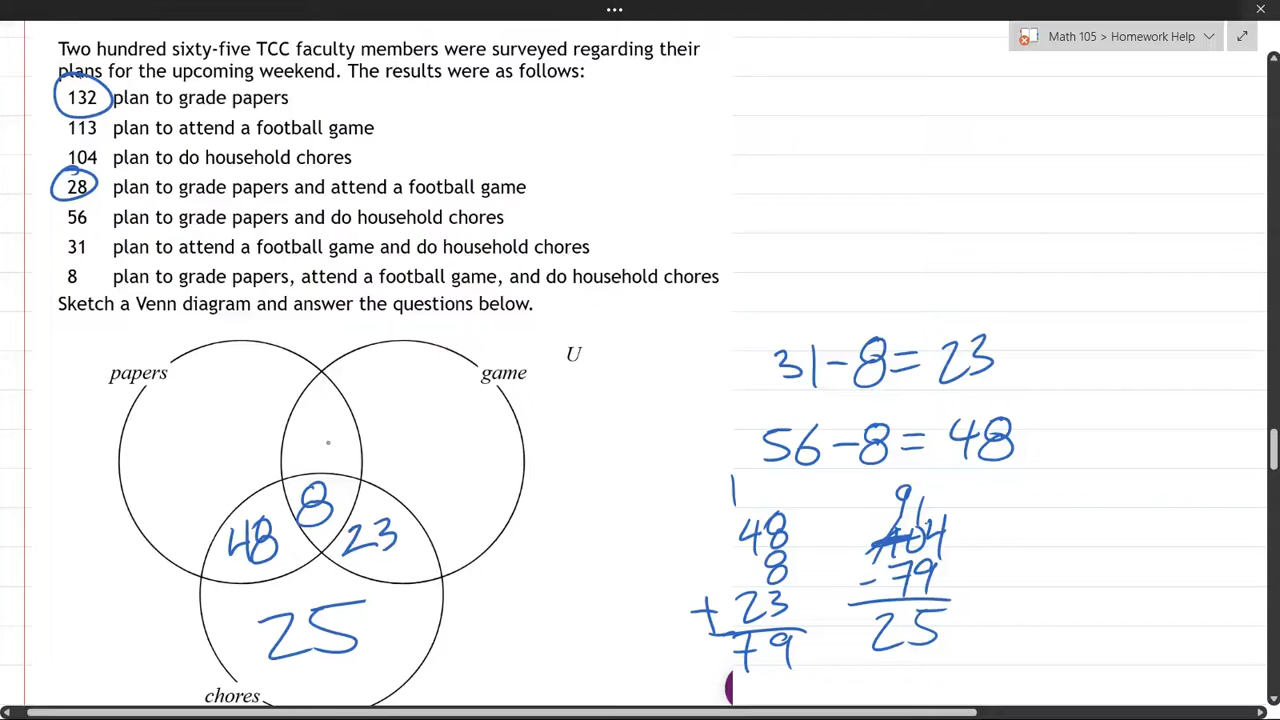 Math 105 > Homework Help
Two hundred sixty-five TCC faculty members were surveyed regarding their
plans for the upcoming weekend. The results were as follows:
132 plan to grade papers
113 plan to attend a football game
104 plan to do household chores
28 plan to grade papers and attend a football game
56 plan to grade papers and do household chores
31 plan to attend a football game and do household chores
8 plan to grade papers, attend a football game, and do household chores
Sketch a Venn diagram and answer the questions below.
U
papers
game
8
48
23
25
chores
31-8=23
56-8=48
1
48
8
+23
79
9 1
104
-79
25